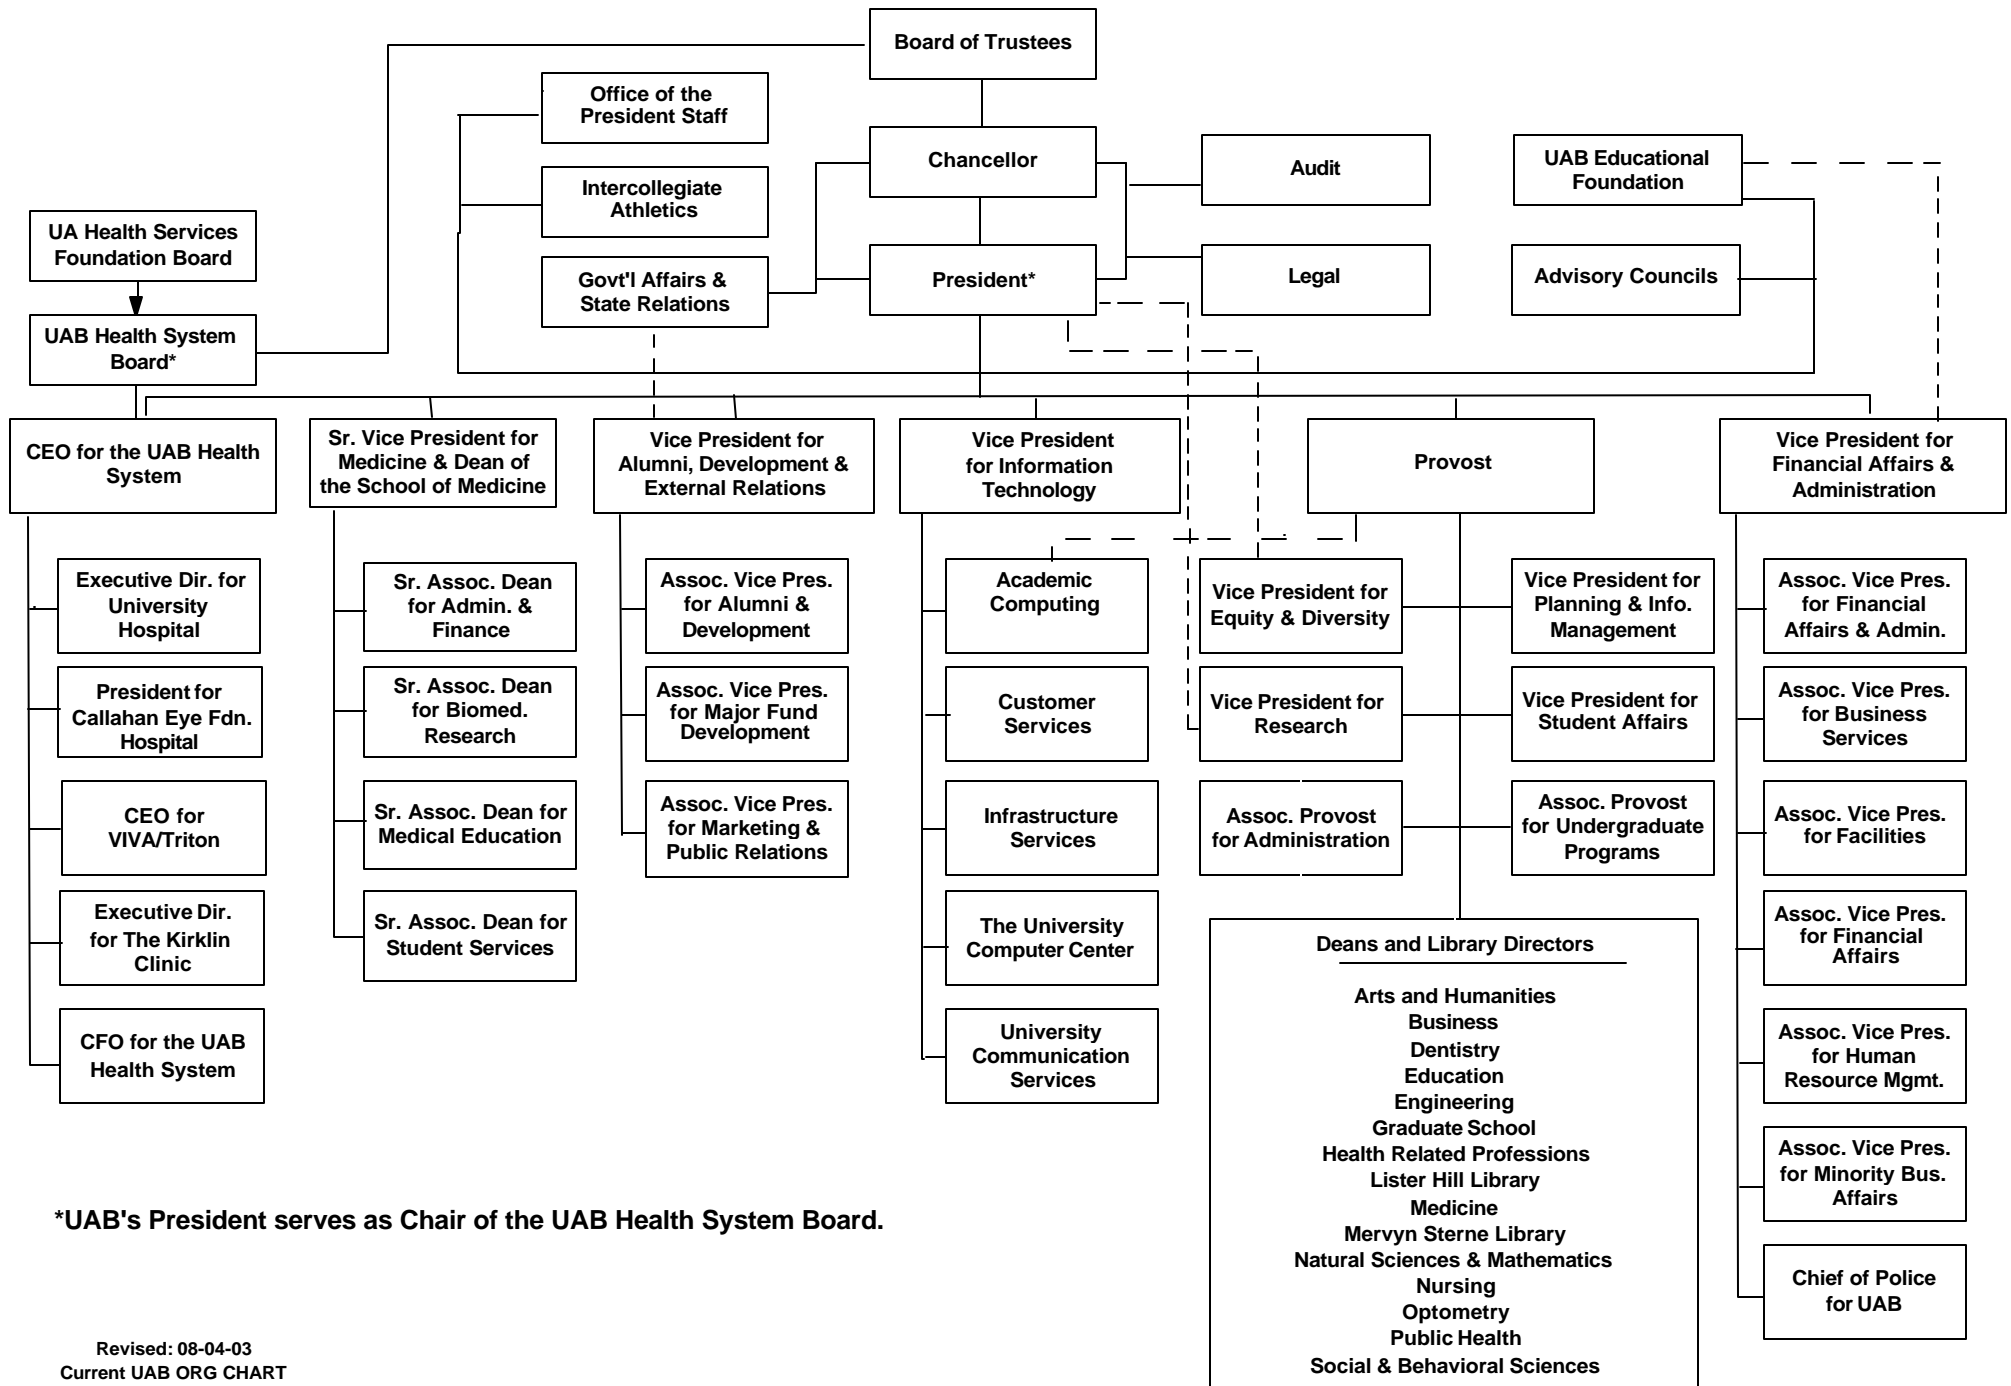 Board of Trustees
Office of the
President Staff
Chancellor
Audit
UAB Educational
Foundation
Intercollegiate
Athletics
UA Health Services
Foundation Board
Govt'l Affairs &
State Relations
President*
Legal
Advisory Councils
UAB Health System
Board*
CEO for the UAB Health
System
Sr. Vice President for
Medicine & Dean of
the School of Medicine
Vice President for
Alumni, Development &
External Relations
Vice President
for Information
Technology
Provost
Vice President for
Financial Affairs &
Administration
Executive Dir. for
University
Hospital
President for
Callahan Eye Fdn.
Hospital
CEO for
VIVA/Triton
Executive Dir.
for The Kirklin
Clinic
CFO for the UAB
Health System
Sr. Assoc. Dean
for Admin. &
Finance
Sr. Assoc. Dean
for Biomed.
Research
Sr. Assoc. Dean for
Medical Education
Sr. Assoc. Dean for
Student Services
Assoc. Vice Pres.
for Alumni &
Development
Assoc. Vice Pres.
for Major Fund
Development
Assoc. Vice Pres.
for Marketing &
Public Relations
Academic
Computing
Customer
Services
Infrastructure
Services
The University
Computer Center
University
Communication
Services
Vice President for
Equity & Diversity
Vice President for
Planning & Info.
Management
Vice President for
Research
Vice President for
Student Affairs
Assoc. Provost
for Administration
Assoc. Provost
for Undergraduate
Programs
Deans and Library Directors
Arts and Humanities
Business
Dentistry
Education
Engineering
Graduate School
Health Related Professions
Lister Hill Library
Medicine
Mervyn Sterne Library
Natural Sciences & Mathematics
Nursing
Optometry
Public Health
Social & Behavioral Sciences
Assoc. Vice Pres.
for Financial
Affairs & Admin.
Assoc. Vice Pres.
for Business
Services
Assoc. Vice Pres.
for Facilities
Assoc. Vice Pres.
for Financial
Affairs
Assoc. Vice Pres.
for Human
Resource Mgmt.
Assoc. Vice Pres.
for Minority Bus.
Affairs
Chief of Police
for UAB
*UAB's President serves as Chair of the UAB Health System Board.
Revised: 08-04-03
Current UAB ORG CHART